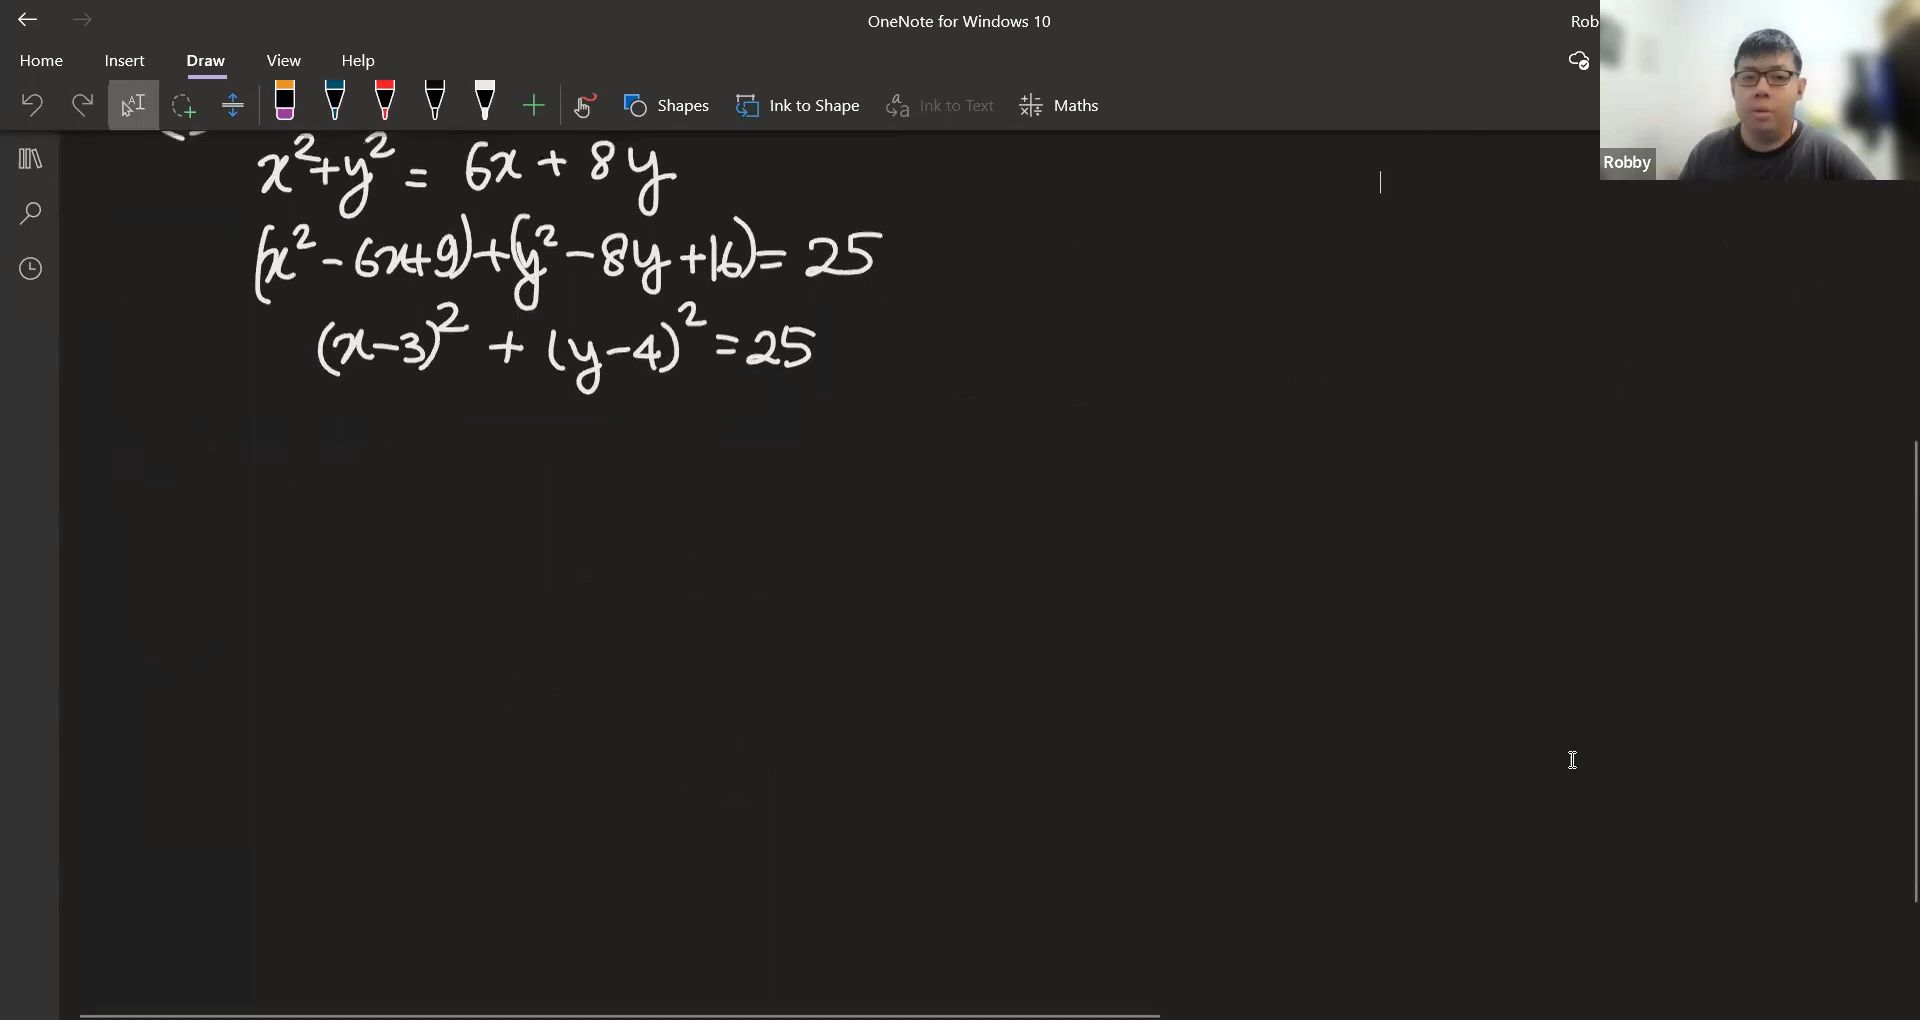 OneNote for Windows 10
Rob
Home Insert Draw View Help
Shapes Ink to Shape Ink to Text Maths
Robby
x²+y² = 6x + 8y
(x² - 6x+9)+(y² - 8y +16)= 25
(x-3)² + (y-4)² = 25